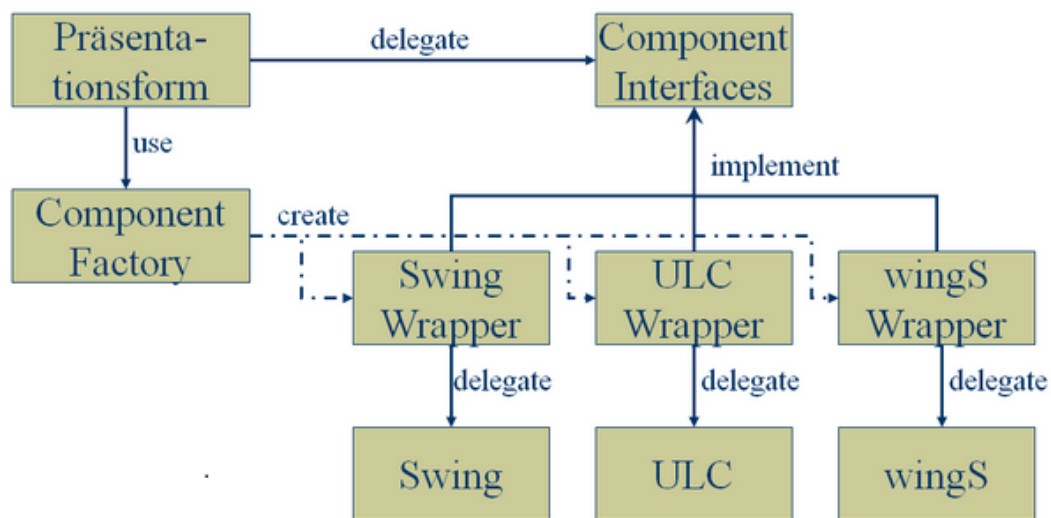 Präsenta-
tionsform
delegate
Component
Interfaces
use
implement
Component
Factory
create
Swing
Wrapper
ULC
Wrapper
wingS
Wrapper
delegate
delegate
delegate
Swing
ULC
wingS